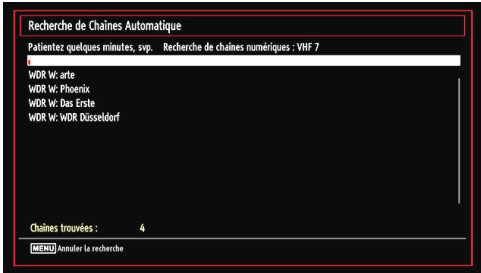 Recherche de Chaînes Automatique
Patientez quelques minutes, svp. Recherche de chaines numériques : VHF 7
WDR W: arte
WDR W: Phoenix
WDR W: Das Erste
WDR W: WDR Düsseldorf
Chaînes trouvées : 4
MENU Annuler la recherche